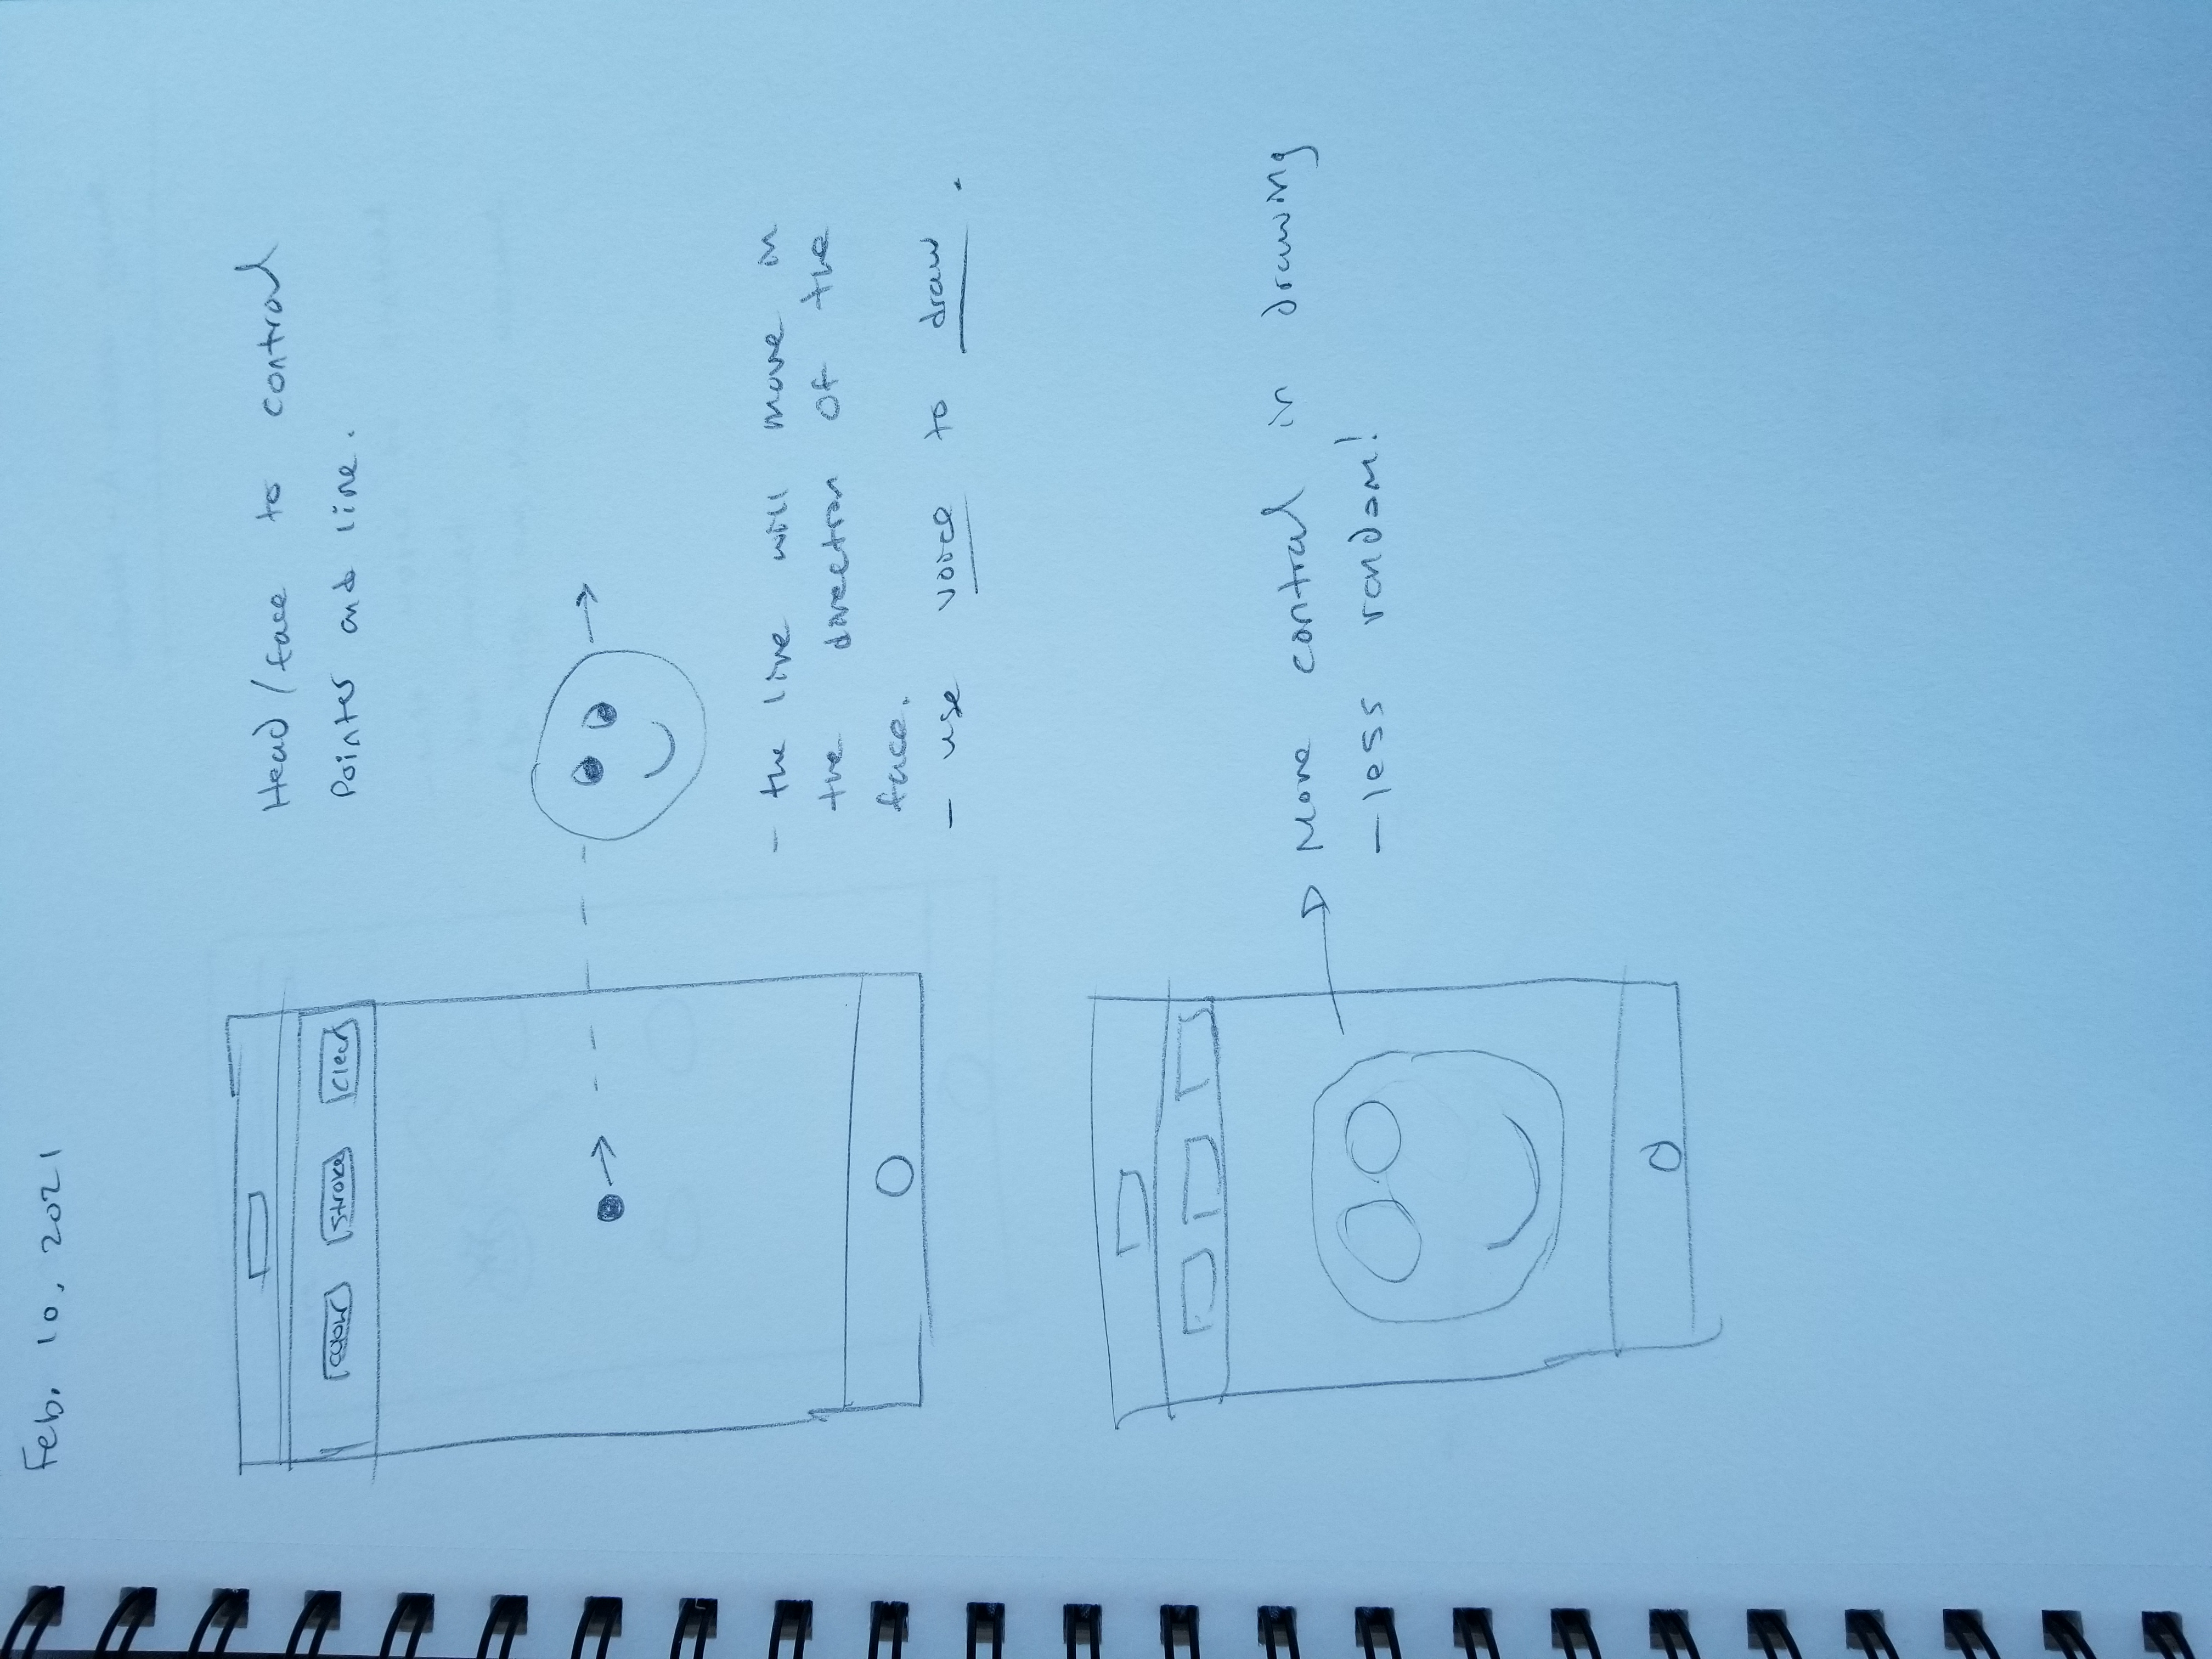 Feb. 10, 2021
Head/face to control
Pointer and line.
colour stroke clear
- the line will move in
the direction of the
face.
- use voice to draw.
More control in drawing
- less random!